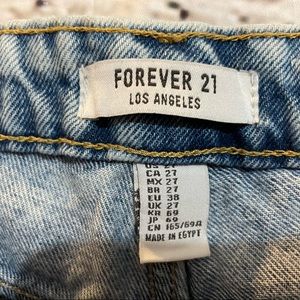 FOREVER 21
LOS ANGELES
CA 27
MX 27
BR 27
EU 38
UK 27
KR 69
JP 69
CN 165/69A
MADE IN EGYPT